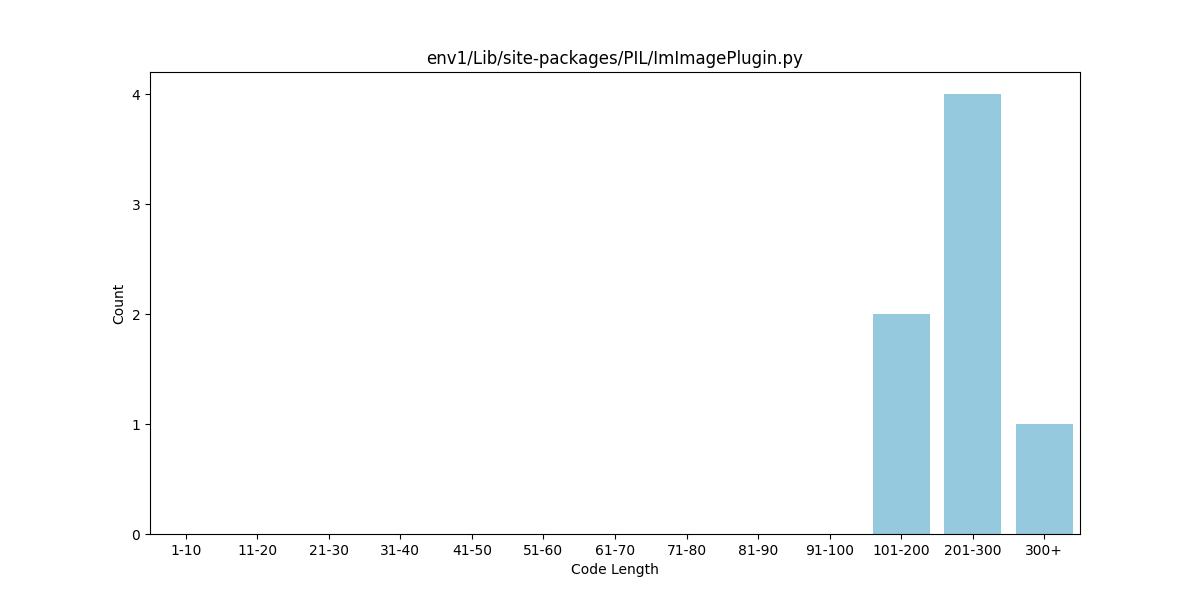 env1/Lib/site-packages/PIL/ImImagePlugin.py
4
3
2
1
0
Count
1-10 11-20 21-30 31-40 41-50 51-60 61-70 71-80 81-90 91-100 101-200 201-300 300+
Code Length